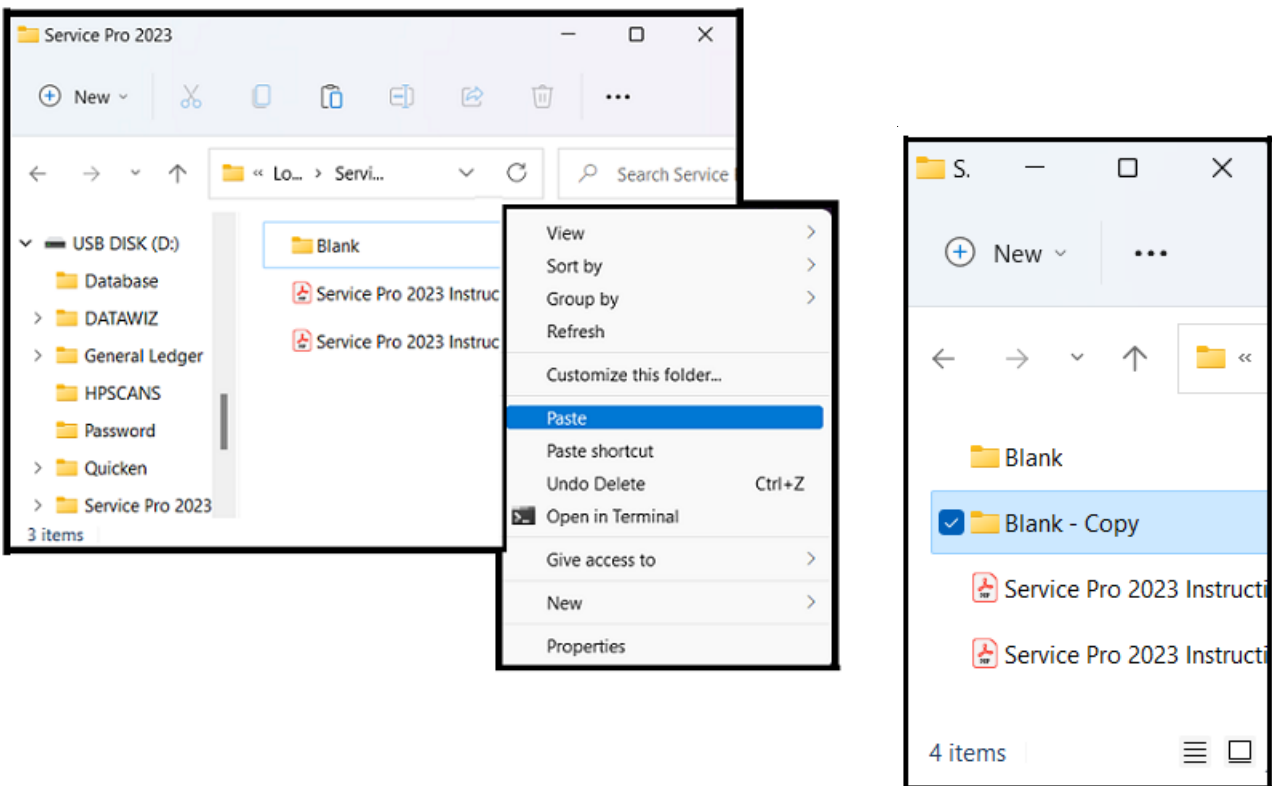 Service Pro 2023
New
« Lo... > Servi...
Search Service
USB DISK (D:)
Database
DATAWIZ
General Ledger
HPSCANS
Password
Quicken
Service Pro 2023
3 items
Blank
Service Pro 2023 Instruc
Service Pro 2023 Instruc
View
Sort by
Group by
Refresh
Customize this folder...
Paste
Paste shortcut
Undo Delete Ctrl+Z
Open in Terminal
Give access to
New
Properties
S.
New
«
Blank
Blank - Copy
Service Pro 2023 Instructi
Service Pro 2023 Instructi
4 items